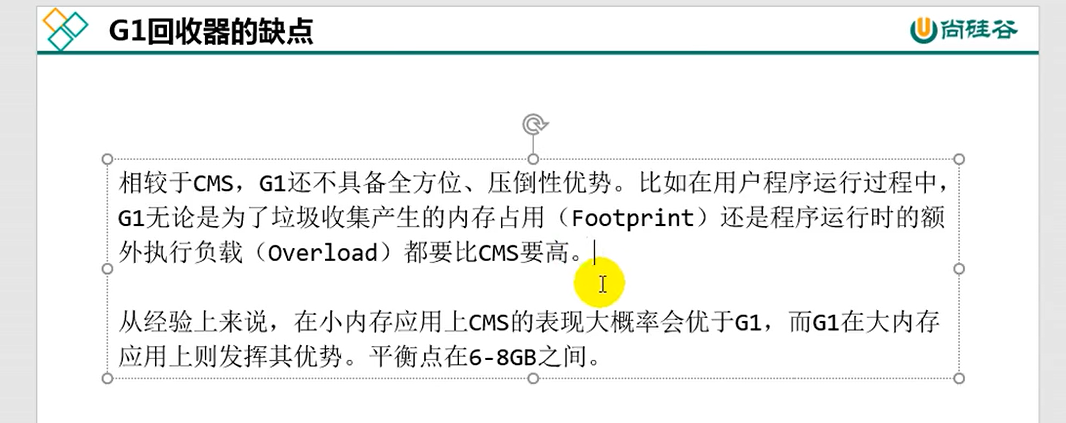 G1回收器的缺点
尚硅谷
相较于CMS，G1还不具备全方位、压倒性优势。比如在用户程序运行过程中，
G1无论是为了垃圾收集产生的内存占用（Footprint）还是程序运行时的额
外执行负载（Overload）都要比CMS要高。
从经验上来说，在小内存应用上CMS的表现大概率会优于G1，而G1在大内存
应用上则发挥其优势。平衡点在6-8GB之间。